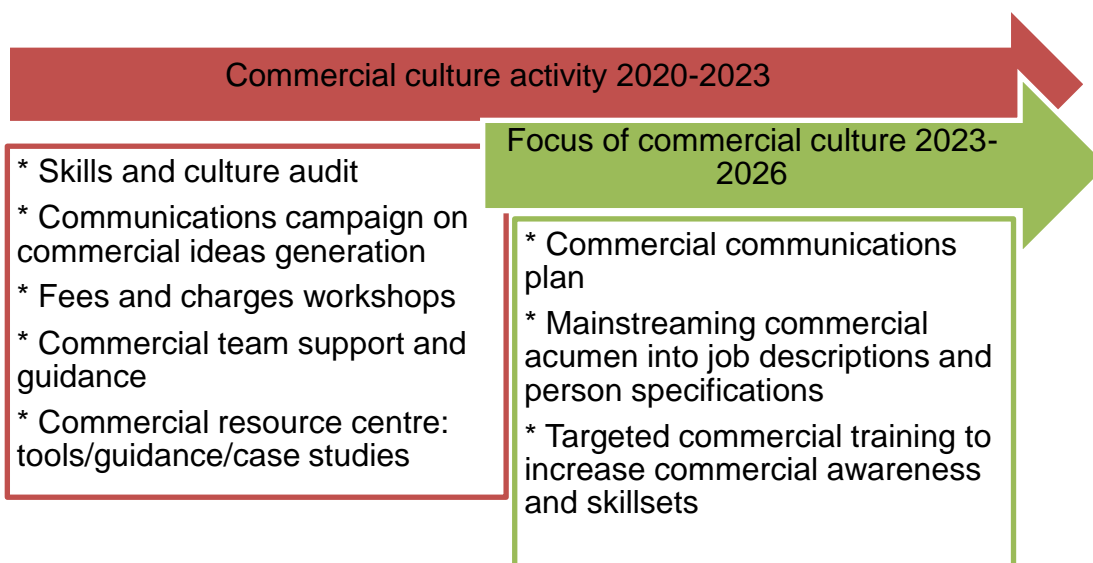 Commercial culture activity 2020-2023
* Skills and culture audit
* Communications campaign on
commercial ideas generation
* Fees and charges workshops
* Commercial team support and
guidance
* Commercial resource centre:
tools/guidance/case studies
Focus of commercial culture 2023-
2026
* Commercial communications
plan
* Mainstreaming commercial
acumen into job descriptions and
person specifications
* Targeted commercial training to
increase commercial awareness
and skillsets